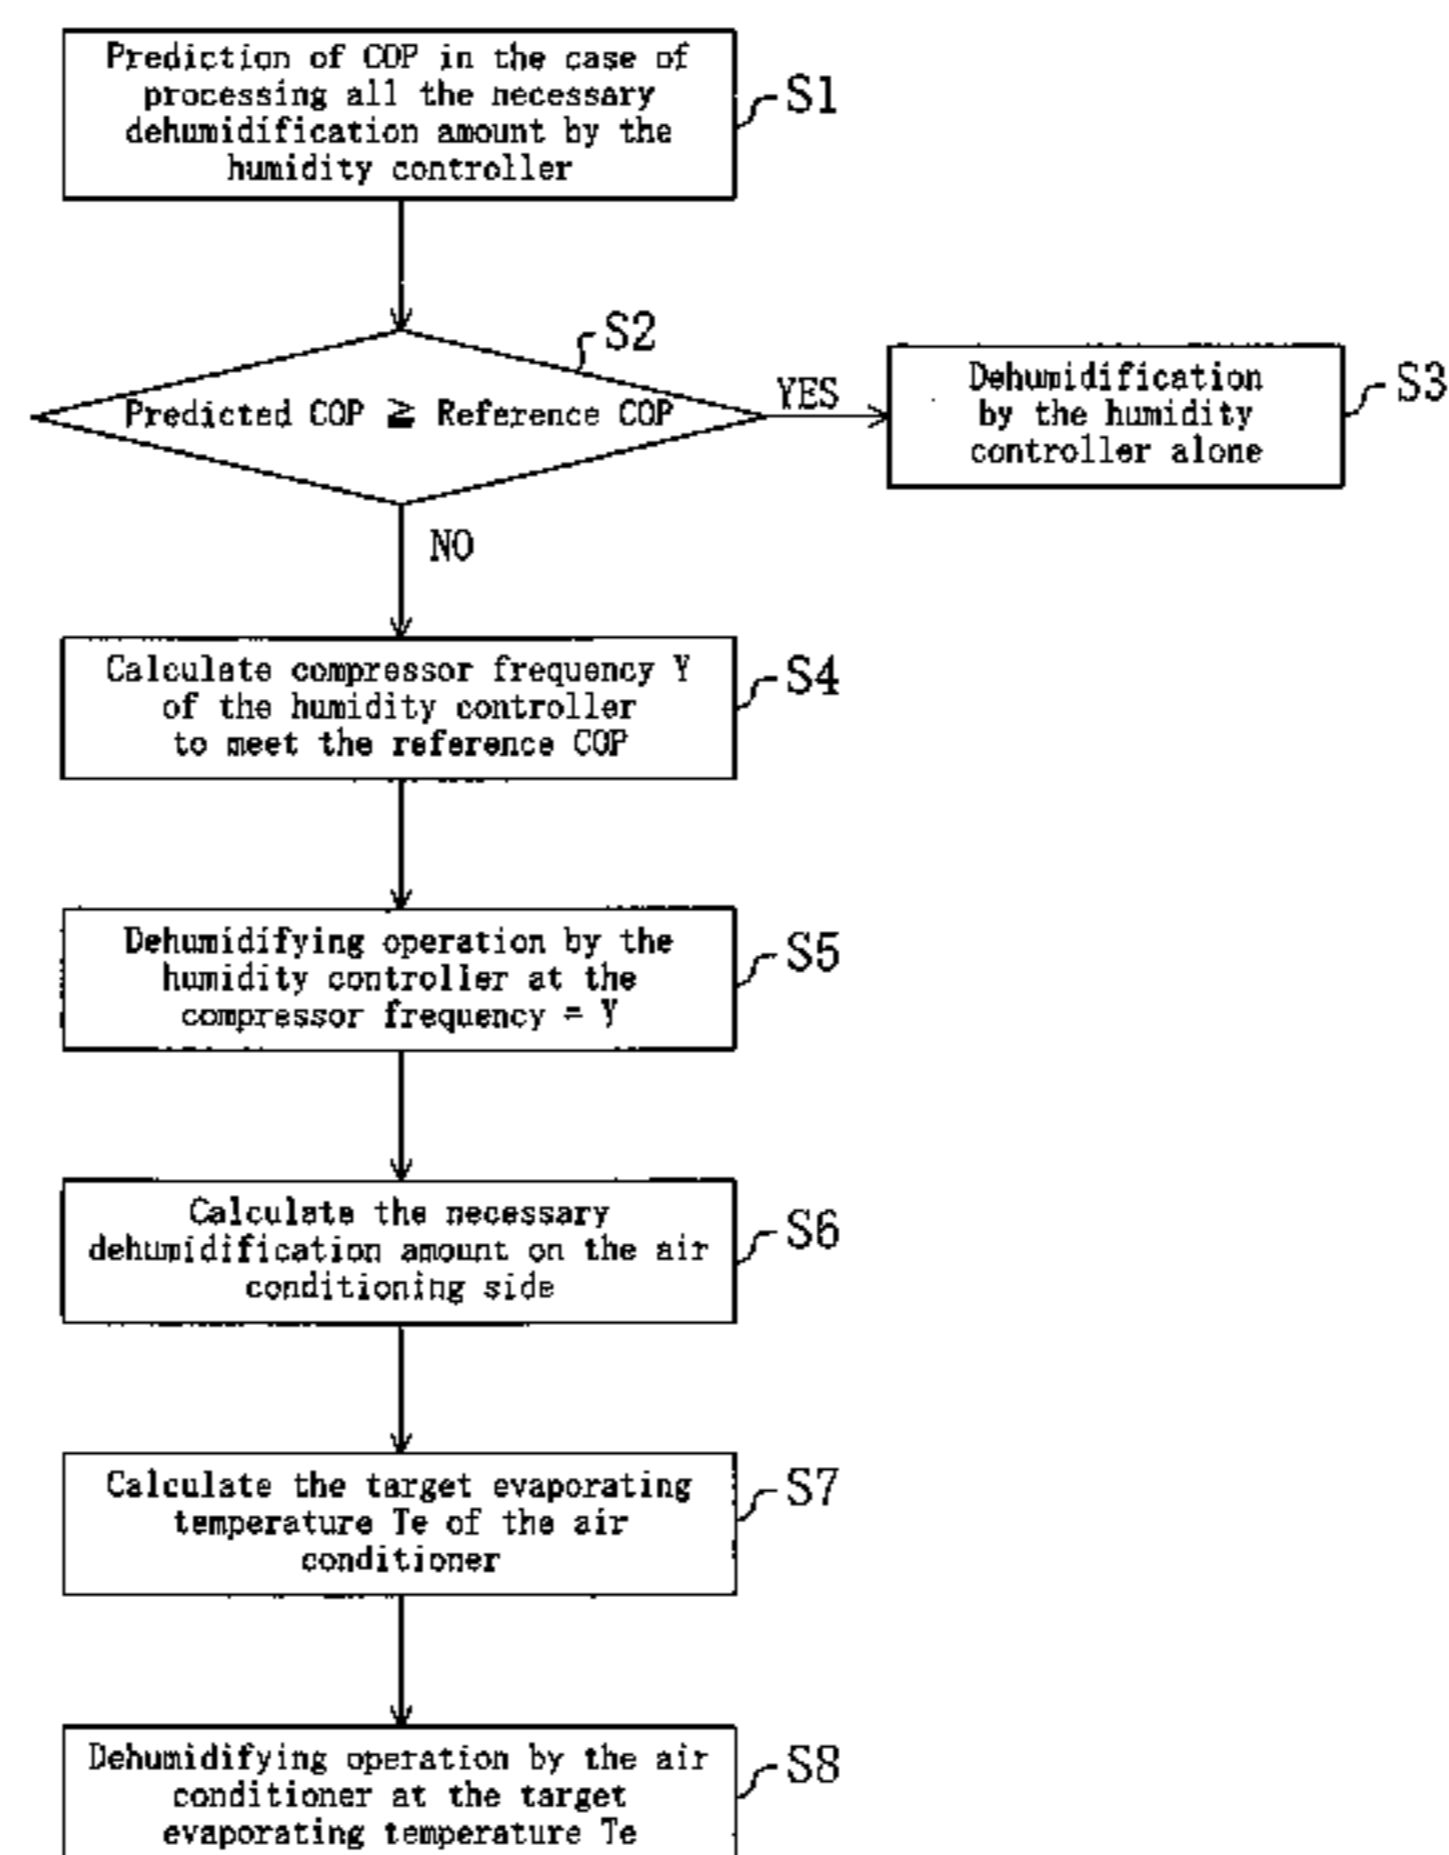 Prediction of COP in the case of
processing all the necessary
dehumidification amount by the
humidity controller
S1
S2
Predicted COP ≧ Reference COP
YES
Dehumidification
by the humidity
controller alone
S3
NO
Calculate compressor frequency Y
of the humidity controller
to meet the reference COP
S4
Dehumidifying operation by the
humidity controller at the
compressor frequency = Y
S5
Calculate the necessary
dehumidification amount on the air
conditioning side
S6
Calculate the target evaporating
temperature Te of the air
conditioner
S7
Dehumidifying operation by the air
conditioner at the target
evaporating temperature Te
S8